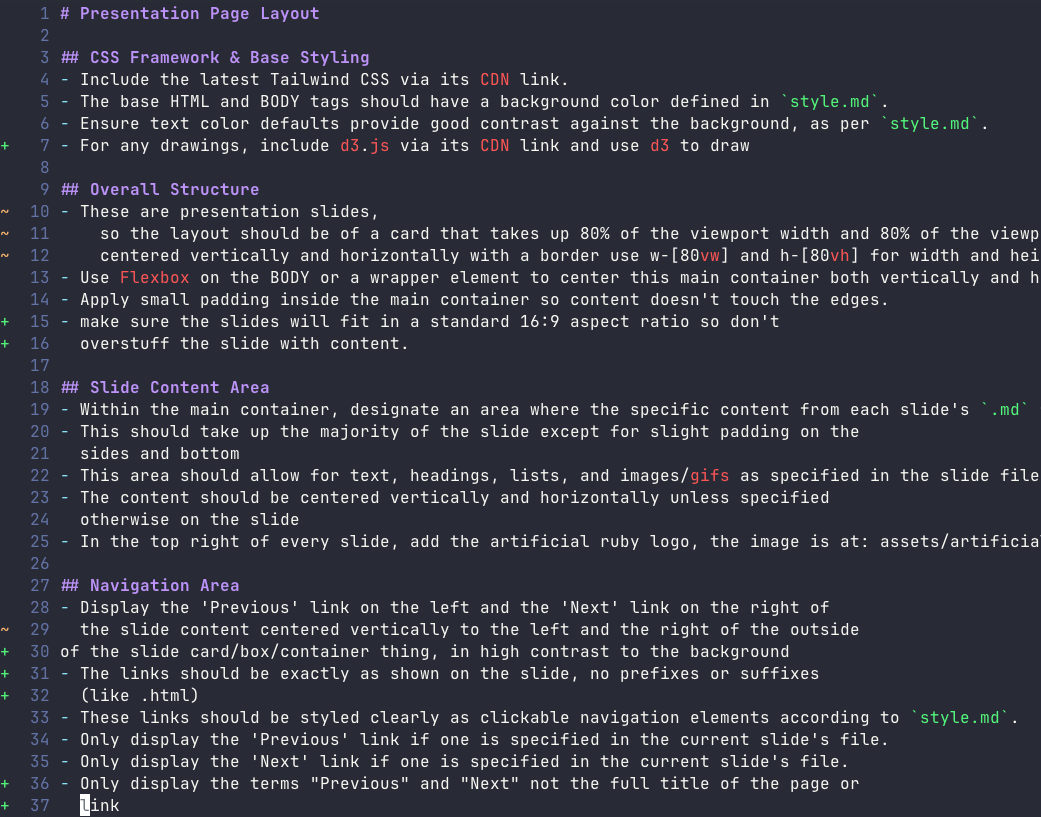 1 # Presentation Page Layout
2
3 ## CSS Framework & Base Styling
4 - Include the latest Tailwind CSS via its CDN link.
5 - The base HTML and BODY tags should have a background color defined in `style.md`.
6 - Ensure text color defaults provide good contrast against the background, as per `style.md`.
+ 7 - For any drawings, include d3.js via its CDN link and use d3 to draw
8
9 ## Overall Structure
~ 10 - These are presentation slides,
~ 11 so the layout should be of a card that takes up 80% of the viewport width and 80% of the viewp
~ 12 centered vertically and horizontally with a border use w-[80vw] and h-[80vh] for width and hei
13 - Use Flexbox on the BODY or a wrapper element to center this main container both vertically and h
14 - Apply small padding inside the main container so content doesn't touch the edges.
+ 15 - make sure the slides will fit in a standard 16:9 aspect ratio so don't
+ 16 overstuff the slide with content.
17
18 ## Slide Content Area
19 - Within the main container, designate an area where the specific content from each slide's `.md`
20 - This should take up the majority of the slide except for slight padding on the
21 sides and bottom
22 - This area should allow for text, headings, lists, and images/gifs as specified in the slide file
23 - The content should be centered vertically and horizontally unless specified
24 otherwise on the slide
25 - In the top right of every slide, add the artificial ruby logo, the image is at: assets/artificia
26
27 ## Navigation Area
28 - Display the 'Previous' link on the left and the 'Next' link on the right of
~ 29 the slide content centered vertically to the left and the right of the outside
+ 30 of the slide card/box/container thing, in high contrast to the background
+ 31 - The links should be exactly as shown on the slide, no prefixes or suffixes
+ 32 (like .html)
33 - These links should be styled clearly as clickable navigation elements according to `style.md`.
34 - Only display the 'Previous' link if one is specified in the current slide's file.
35 - Only display the 'Next' link if one is specified in the current slide's file.
+ 36 - Only display the terms "Previous" and "Next" not the full title of the page or
+ 37 link